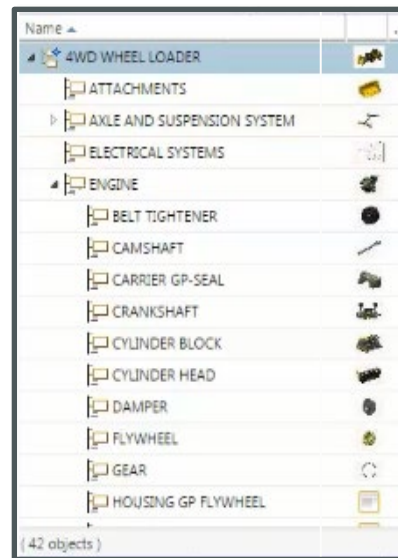 Name
4WD WHEEL LOADER
ATTACHMENTS
AXLE AND SUSPENSION SYSTEM
ELECTRICAL SYSTEMS
ENGINE
BELT TIGHTENER
CAMSHAFT
CARRIER GP-SEAL
CRANKSHAFT
CYLINDER BLOCK
CYLINDER HEAD
DAMPER
FLYWHEEL
GEAR
HOUSING GP FLYWHEEL
( 42 objects )